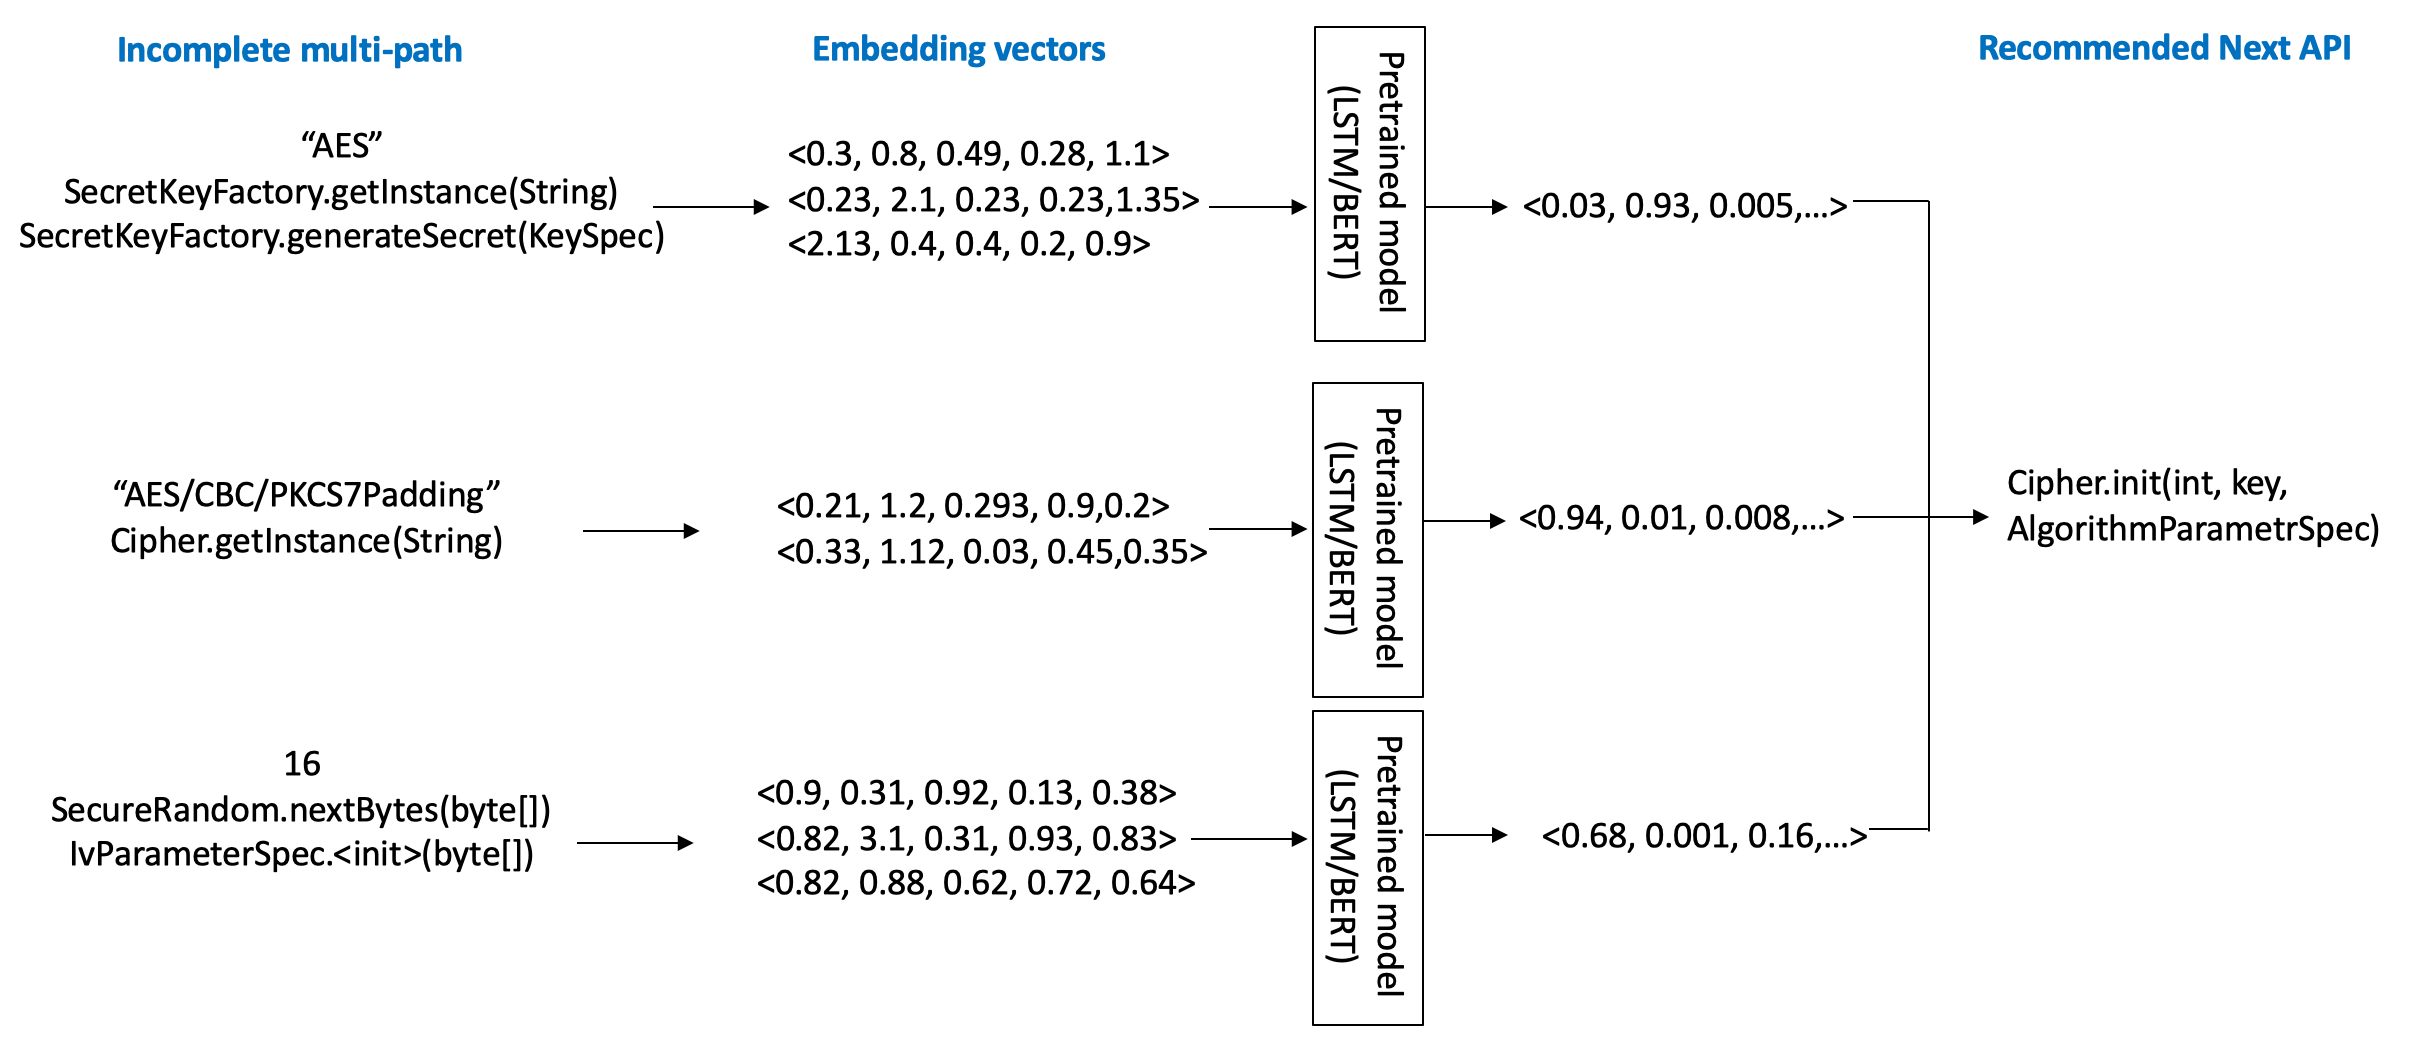 Incomplete multi-path
Embedding vectors
Recommended Next API
“AES”
SecretKeyFactory.getInstance(String)
SecretKeyFactory.generateSecret(KeySpec)
<0.3, 0.8, 0.49, 0.28, 1.1>
<0.23, 2.1, 0.23, 0.23,1.35>
<2.13, 0.4, 0.4, 0.2, 0.9>
Pretrained model
(LSTM/BERT)
<0.03, 0.93, 0.005,...>
“AES/CBC/PKCS7Padding”
Cipher.getInstance(String)
<0.21, 1.2, 0.293, 0.9,0.2>
<0.33, 1.12, 0.03, 0.45,0.35>
Pretrained model
(LSTM/BERT)
<0.94, 0.01, 0.008,...>
Cipher.init(int, key,
AlgorithmParametrSpec)
16
SecureRandom.nextBytes(byte[])
IvParameterSpec.<init>(byte[])
<0.9, 0.31, 0.92, 0.13, 0.38>
<0.82, 3.1, 0.31, 0.93, 0.83>
<0.82, 0.88, 0.62, 0.72, 0.64>
Pretrained model
(LSTM/BERT)
<0.68, 0.001, 0.16,...>